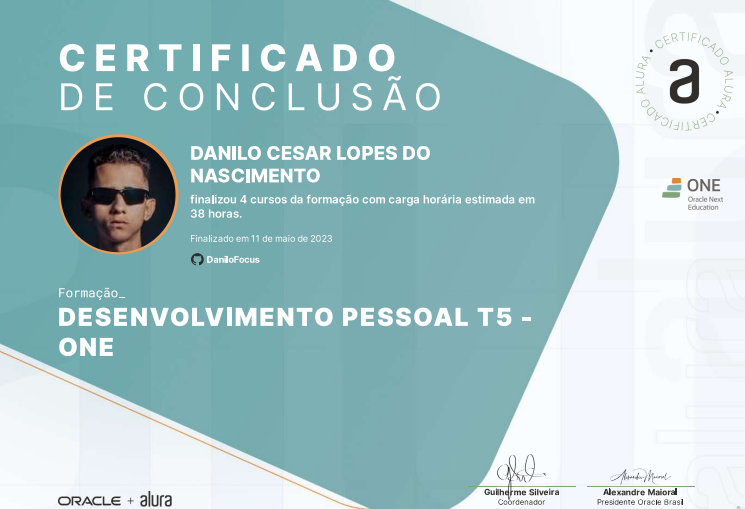 CERTIFICADO
DE CONCLUSÃO
CERTIFICADO ALURA • CERTIFICADO ALURA •
a
DANILO CESAR LOPES DO
NASCIMENTO
finalizou 4 cursos da formação com carga horária estimada em
38 horas.
Finalizado em 11 de maio de 2023
DaniloFocus
ONE
Oracle Next
Education
Formação_
DESENVOLVIMENTO PESSOAL T5 -
ONE
ORACLE + alura
Guilherme Silveira
Coordenador
Alexandre Maioral
Presidente Oracle Brasil